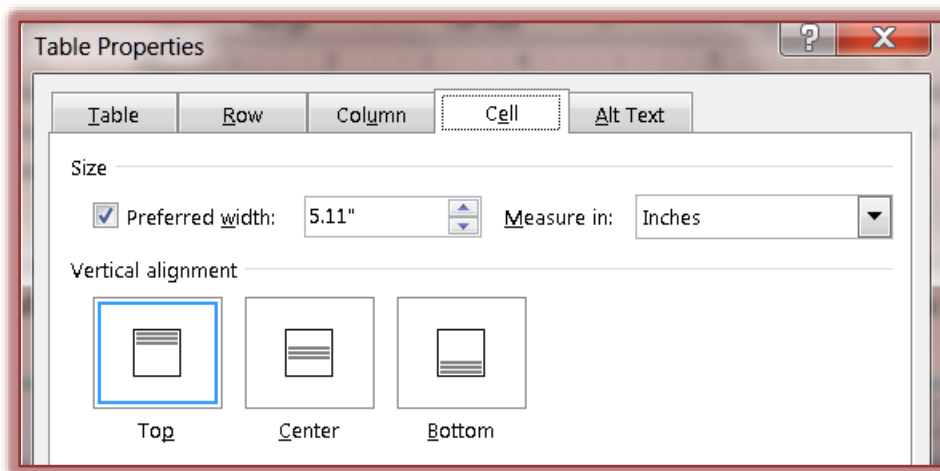 Table Properties
? X
Table Row Column Cell Alt Text
Size
Preferred width: 5.11" Measure in: Inches
Vertical alignment
Top Center Bottom